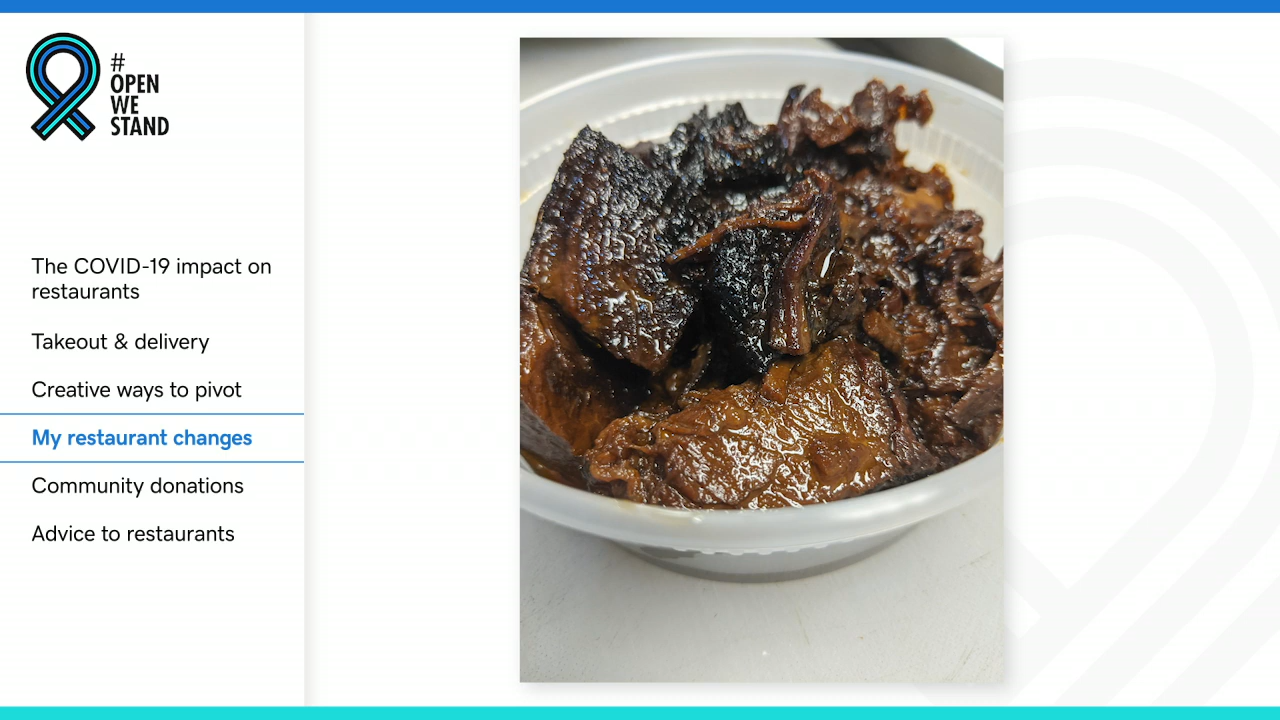 #
OPEN
WE
STAND
The COVID-19 impact on
restaurants
Takeout & delivery
Creative ways to pivot
My restaurant changes
Community donations
Advice to restaurants